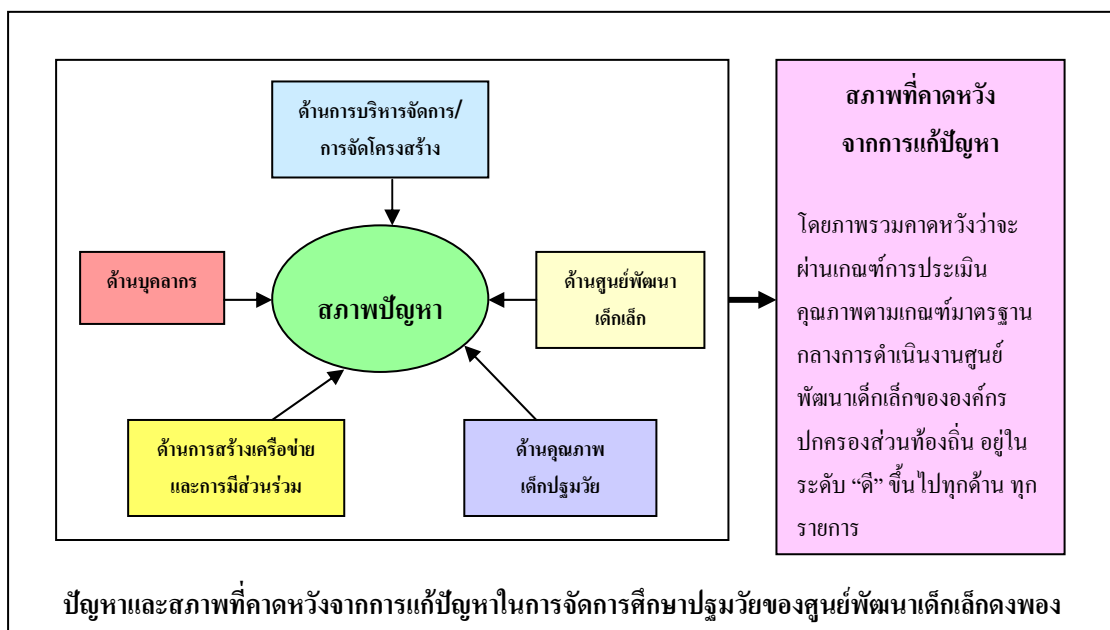 ด้านการบริหารจัดการ/
การจัดโครงสร้าง
ด้านบุคลากร
สภาพปัญหา
ด้านศูนย์พัฒนา
เด็กเล็ก
ด้านการสร้างเครือข่าย
และการมีส่วนร่วม
ด้านคุณภาพ
เด็กปฐมวัย
สภาพที่คาดหวัง
จากการแก้ปัญหา
โดยภาพรวมคาดหวังว่าจะ
ผ่านเกณฑ์การประเมิน
คุณภาพตามเกณฑ์มาตรฐาน
กลางการดำเนินงานศูนย์
พัฒนาเด็กเล็กขององค์กร
ปกครองส่วนท้องถิ่น อยู่ใน
ระดับ “ดี” ขึ้นไปทุกด้าน ทุก
รายการ
ปัญหาและสภาพที่คาดหวังจากการแก้ปัญหาในการจัดการศึกษาปฐมวัยของศูนย์พัฒนาเด็กเล็กดงพอง